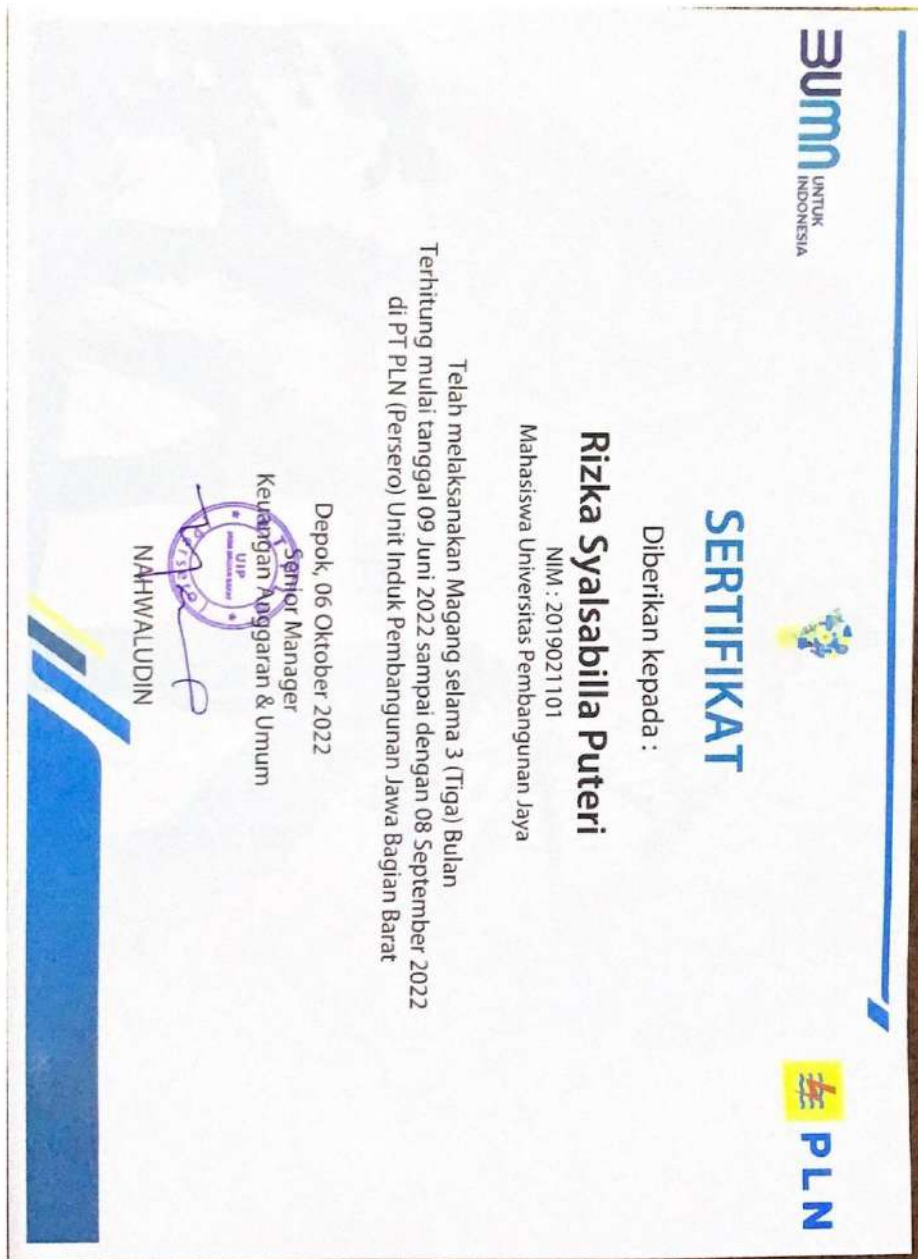 BUMN UNTUK
INDONESIA
PLN
SERTIFIKAT
Diberikan kepada :
Rizka Syalsabilla Puteri
NIM : 2019021101
Mahasiswa Universitas Pembangunan Jaya
Telah melaksanakan Magang selama 3 (Tiga) Bulan
Terhitung mulai tanggal 09 Juni 2022 sampai dengan 08 September 2022
di PT PLN (Persero) Unit Induk Pembangunan Jawa Bagian Barat
Depok, 06 Oktober 2022
Senior Manager
Keuangan Anggaran & Umum
UIP
NAHWALUDIN